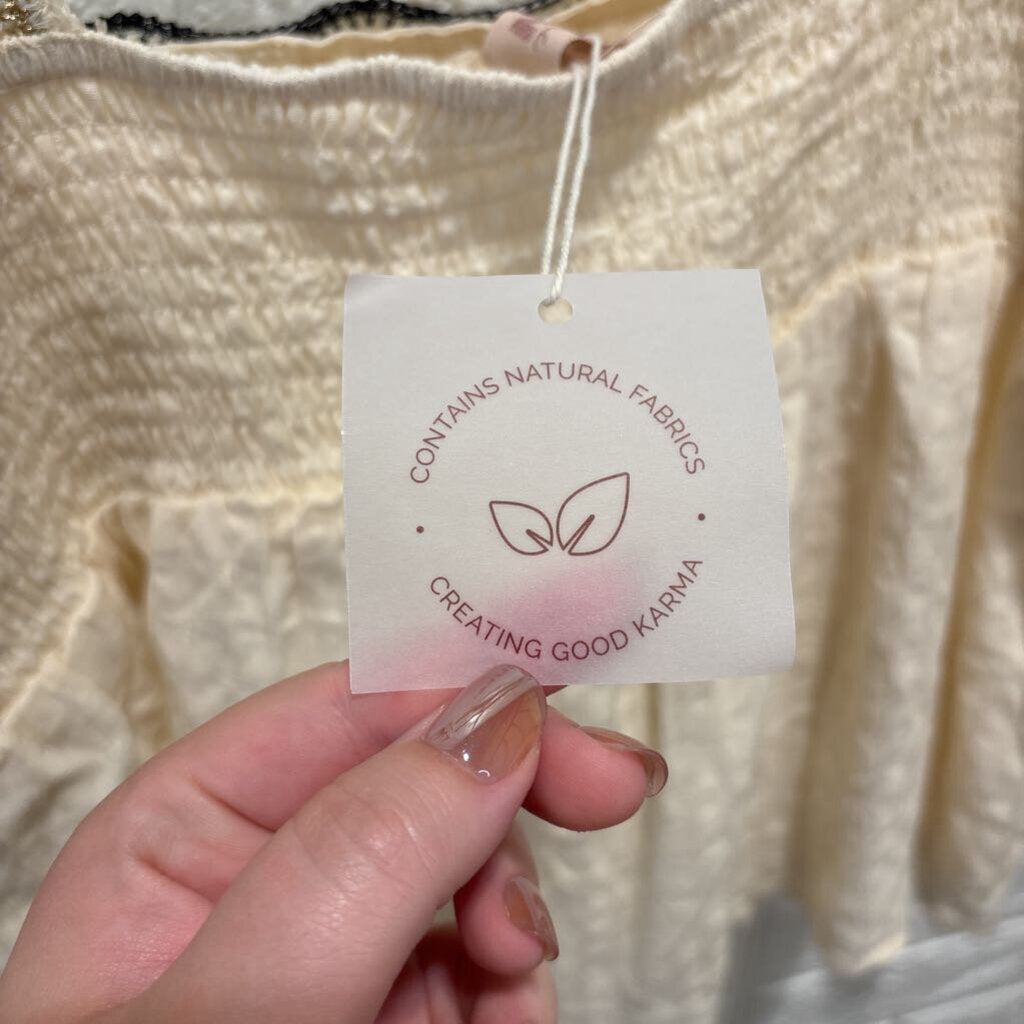 CONTAINS NATURAL FABRICS
CREATING GOOD KARMA